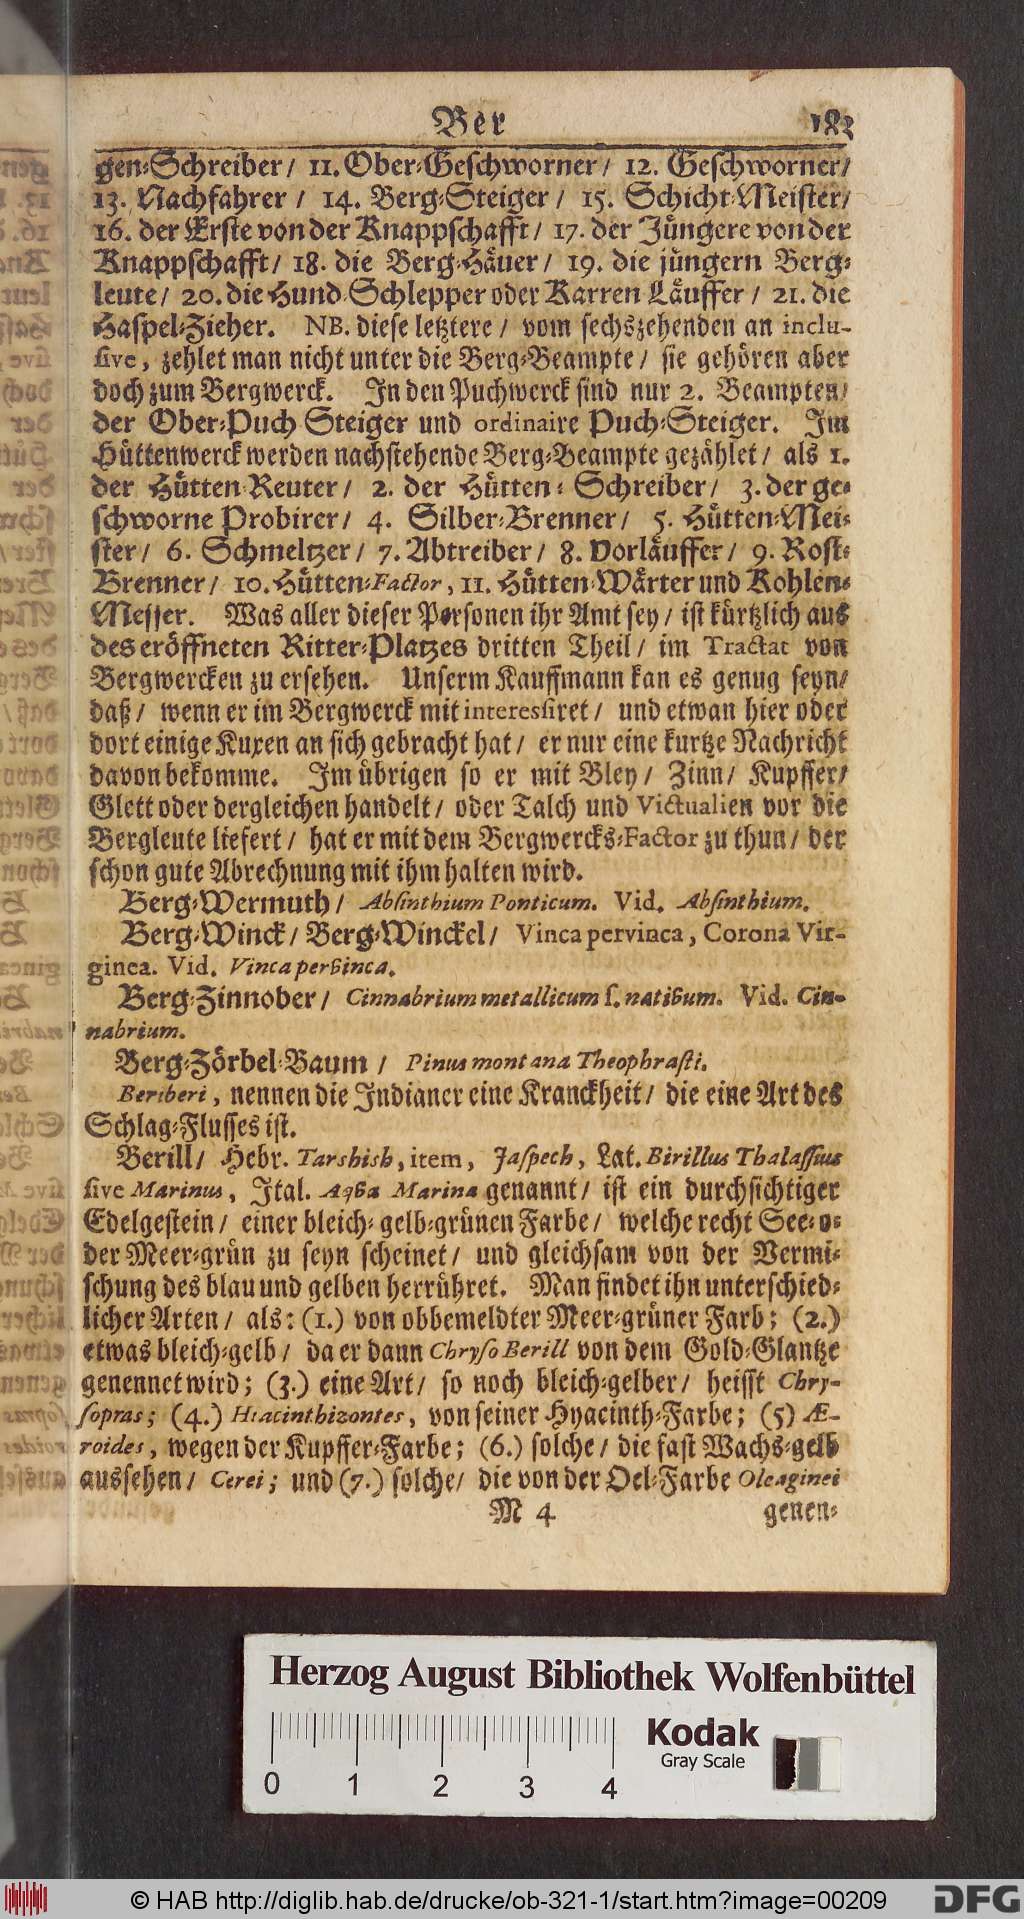 Ber 183
gen-Schreiber / 11. Ober-Geschworner / 12. Geschworner /
13. Nachfahrer / 14. Berg-Steiger / 15. Schicht-Meister /
16. der Erste von der Knappschafft / 17. der Jüngere von der
Knappschafft / 18. die Berg-Häuer / 19. die jüngern Berg-
leute / 20. die Hund-Schlepper oder Karren Läuffer / 21. die
Haspel-Zieher. NB. diese letztere / vom sechszehenden an inclu-
sive, zehlet man nicht unter die Berg-Beampte / sie gehören aber
doch zum Bergwerck. In den Puchwerck sind nur 2. Beampten /
der Ober-Puch Steiger und ordinaire Puch-Steiger. Im
Hüttenwerck werden nachstehende Berg-Beampte gezählet / als 1.
der Hütten-Reuter / 2. der Hütten-Schreiber / 3. der ge-
schworne Probirer / 4. Silber-Brenner / 5. Hütten-Mei-
ster / 6. Schmeltzer / 7. Abtreiber / 8. Vorläuffer / 9. Rost-
Brenner / 10. Hütten-Factor, 11. Hütten-Wärter und Kohlen-
Messer. Was aller dieser Personen ihr Amt sey / ist kürtzlich aus
des eröffneten Ritter-Platzes dritten Theil / im Tractat von
Bergwercken zu ersehen. Unserm Kauffmann kan es genug seyn /
daß / wenn er im Bergwerck mit interessiret / und etwan hier oder
dort einige Kuxen an sich gebracht hat / er nur eine kurtze Nachricht
davon bekomme. Im übrigen so er mit Bley / Zinn / Kupffer /
Glett oder dergleichen handelt / oder Talch und Victualien vor die
Bergleute liefert / hat er mit dem Bergwercks-Factor zu thun / der
schon gute Abrechnung mit ihm halten wird.
Berg-Wermuth / Absinthium Ponticum. Vid. Absinthium.
Berg-Winck / Berg-Winckel / Vinca pervinca, Corona Vir-
ginea. Vid. Vinca pervinca.
Berg-Zinnober / Cinnabrium metallicum s. nativum. Vid. Cin-
nabrium.
Berg-Zörbel-Baum / Pinus montana Theophrasti.
Beriberi, nennen die Indianer eine Kranckheit / die eine Art des
Schlag-Flusses ist.
Berill / Hebr. Tarshish, item, Jaspech, Lat. Birillus Thalassius
sive Marinus, Ital. Aqva Marina genannt / ist ein durchsichtiger
Edelgestein / einer bleich-gelb-grünen Farbe / welche recht See-o-
der Meer-grün zu seyn scheinet / und gleichsam von der Vermi-
schung des blau und gelben herrühret. Man findet ihn unterschied-
licher Arten / als: (1.) von obbemeldter Meer-grüner Farb; (2.)
etwas bleich-gelb / da er dann Chryso Berill von dem Gold-Glantze
genennet wird; (3.) eine Art / so noch bleich-gelber / heisst Chry-
sopras; (4.) Hiacinthizontes, von seiner Hyacinth-Farbe; (5) Æ-
roides, wegen der Kupffer-Farbe; (6.) solche / die fast Wachs-gelb
aussehen / Cerei; und (7.) solche / die von der Oel-Farbe Oleaginei
M 4 genen-
Herzog August Bibliothek Wolfenbüttel
Kodak
Gray Scale
0 1 2 3 4
© HAB http://diglib.hab.de/drucke/ob-321-1/start.htm?image=00209
DFG